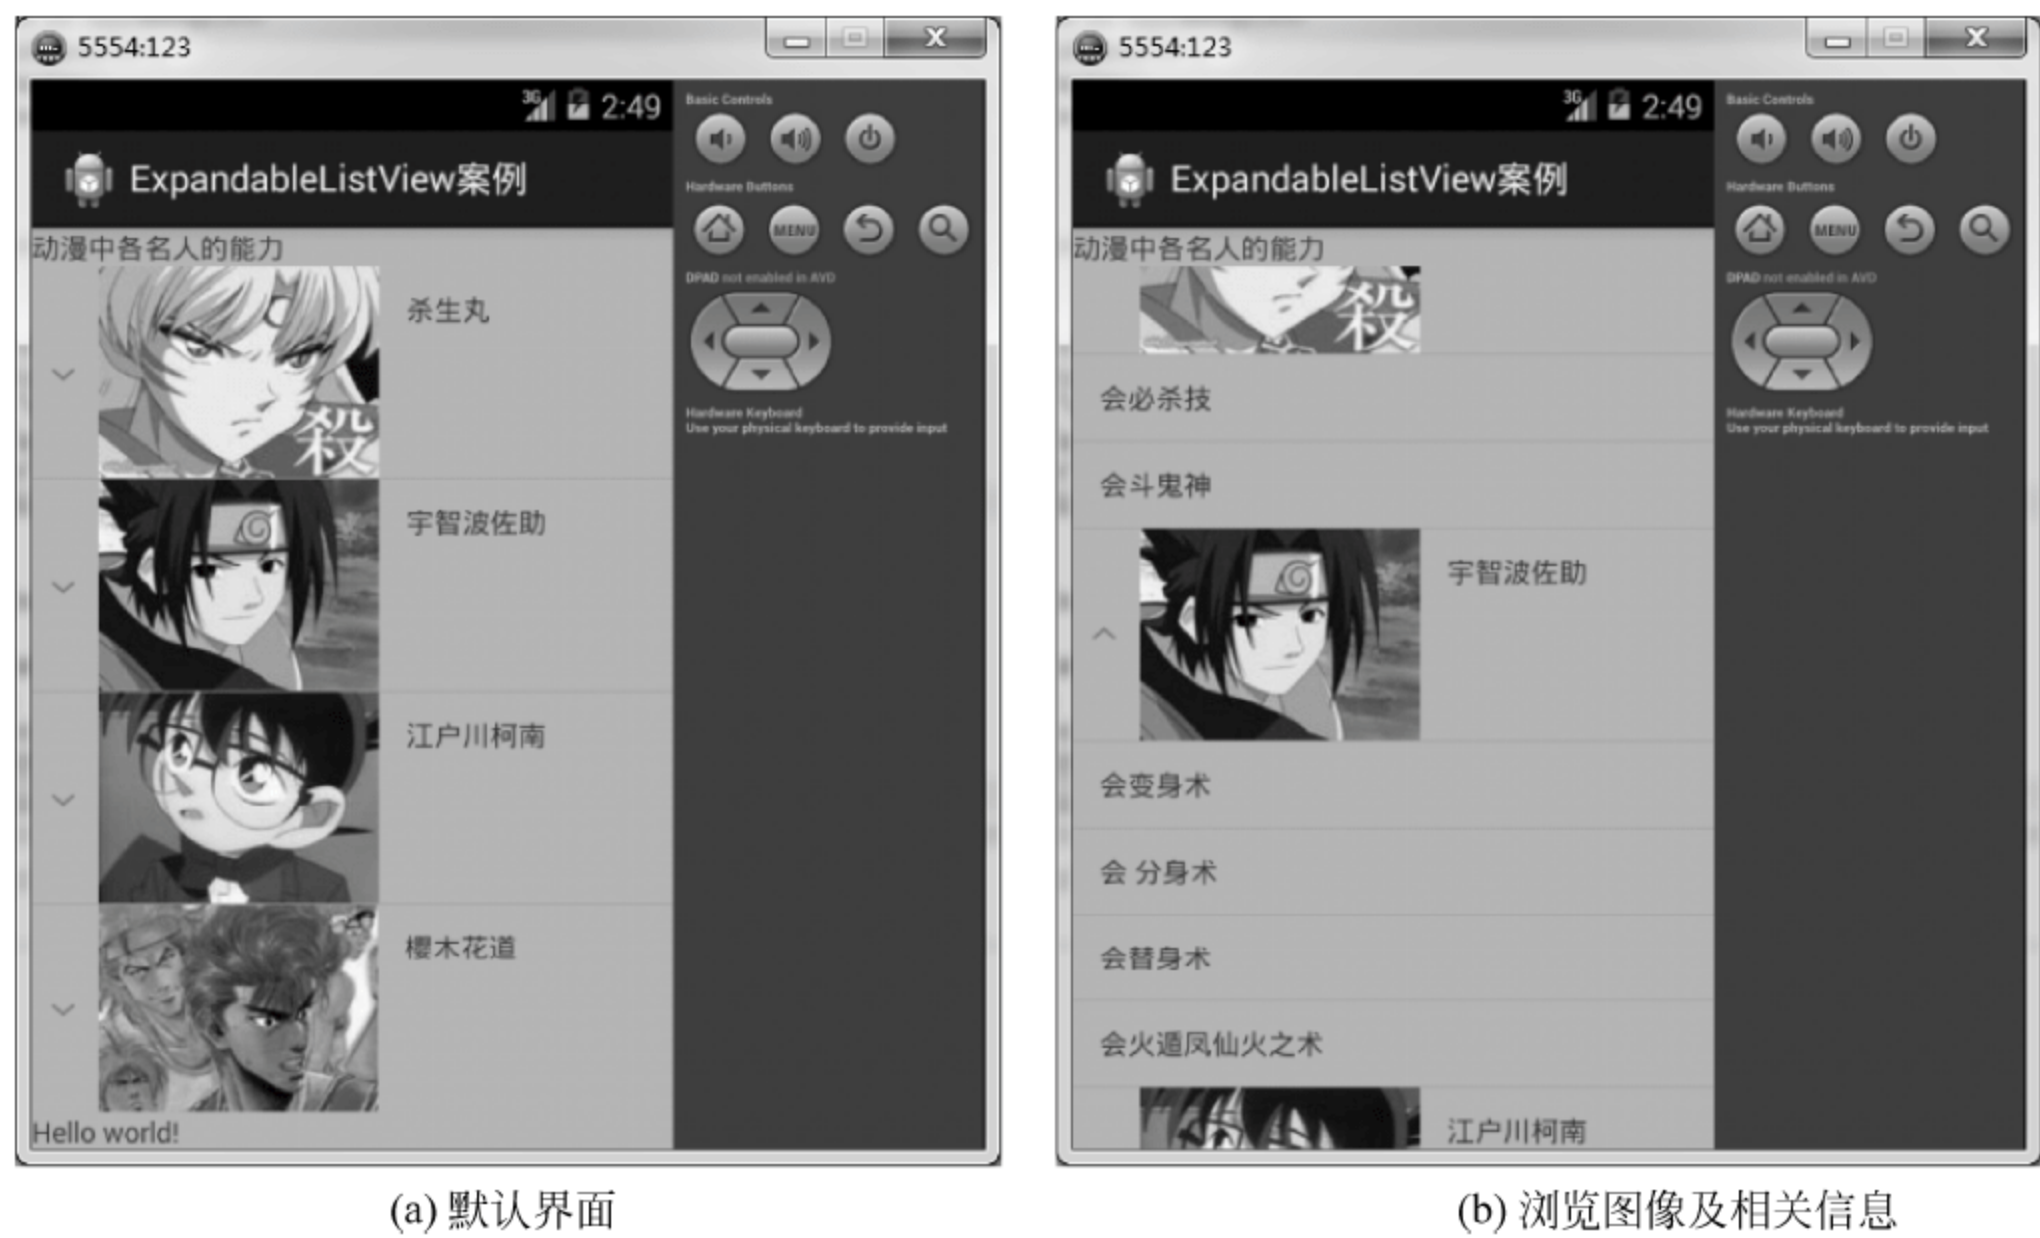 5554:123
3G 2:49
ExpandableListView案例
动漫中各名人的能力
杀生丸
殺
宇智波佐助
江户川柯南
樱木花道
Hello world!
Basic Controls
Hardware Buttons
MENU
DPAD not enabled in AVD
Hardware Keyboard
Use your physical keyboard to provide input
(a) 默认界面
5554:123
3G 2:49
ExpandableListView案例
动漫中各名人的能力
殺
会必杀技
会斗鬼神
宇智波佐助
会变身术
会 分身术
会替身术
会火遁凤仙火之术
江户川柯南
Basic Controls
Hardware Buttons
MENU
DPAD not enabled in AVD
Hardware Keyboard
Use your physical keyboard to provide input
(b) 浏览图像及相关信息